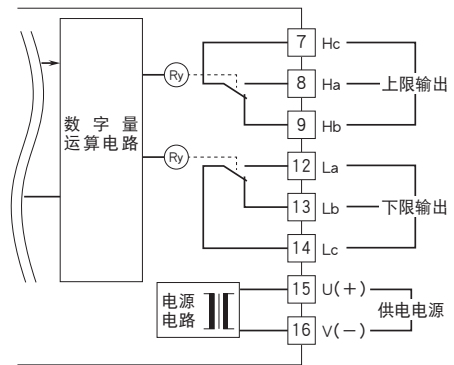 7 Hc
Ry
8 Ha 上限输出
9 Hb
数字量
运算电路
Ry
12 La
13 Lb 下限输出
14 Lc
15 U(+)
电源
电路
供电电源
16 V(−)